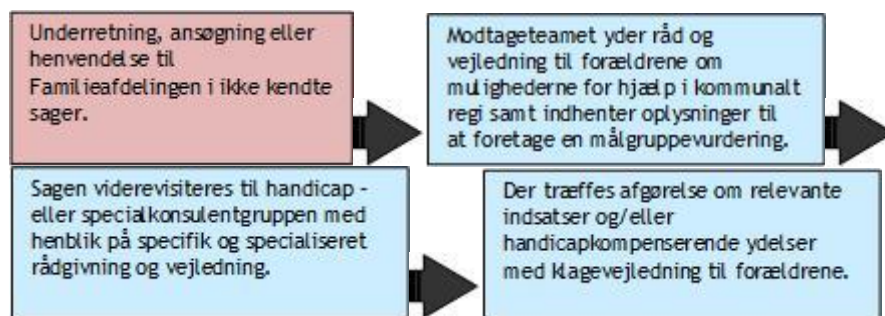 Underretning, ansøgning eller
henvendelse til
Familieafdelingen i ikke kendte
sager.
Modtageteamet yder råd og
vejledning til forældrene om
mulighederne for hjælp i kommunalt
regi samt indhenter oplysninger til
at foretage en målgruppevurdering.
Sagen viderevisiteres til handicap -
eller specialkonsulentgruppen med
henblik på specifik og specialiseret
rådgivning og vejledning.
Der træffes afgørelse om relevante
indsatser og/eller
handicapkompenserende ydelser
med klagevejledning til forældrene.